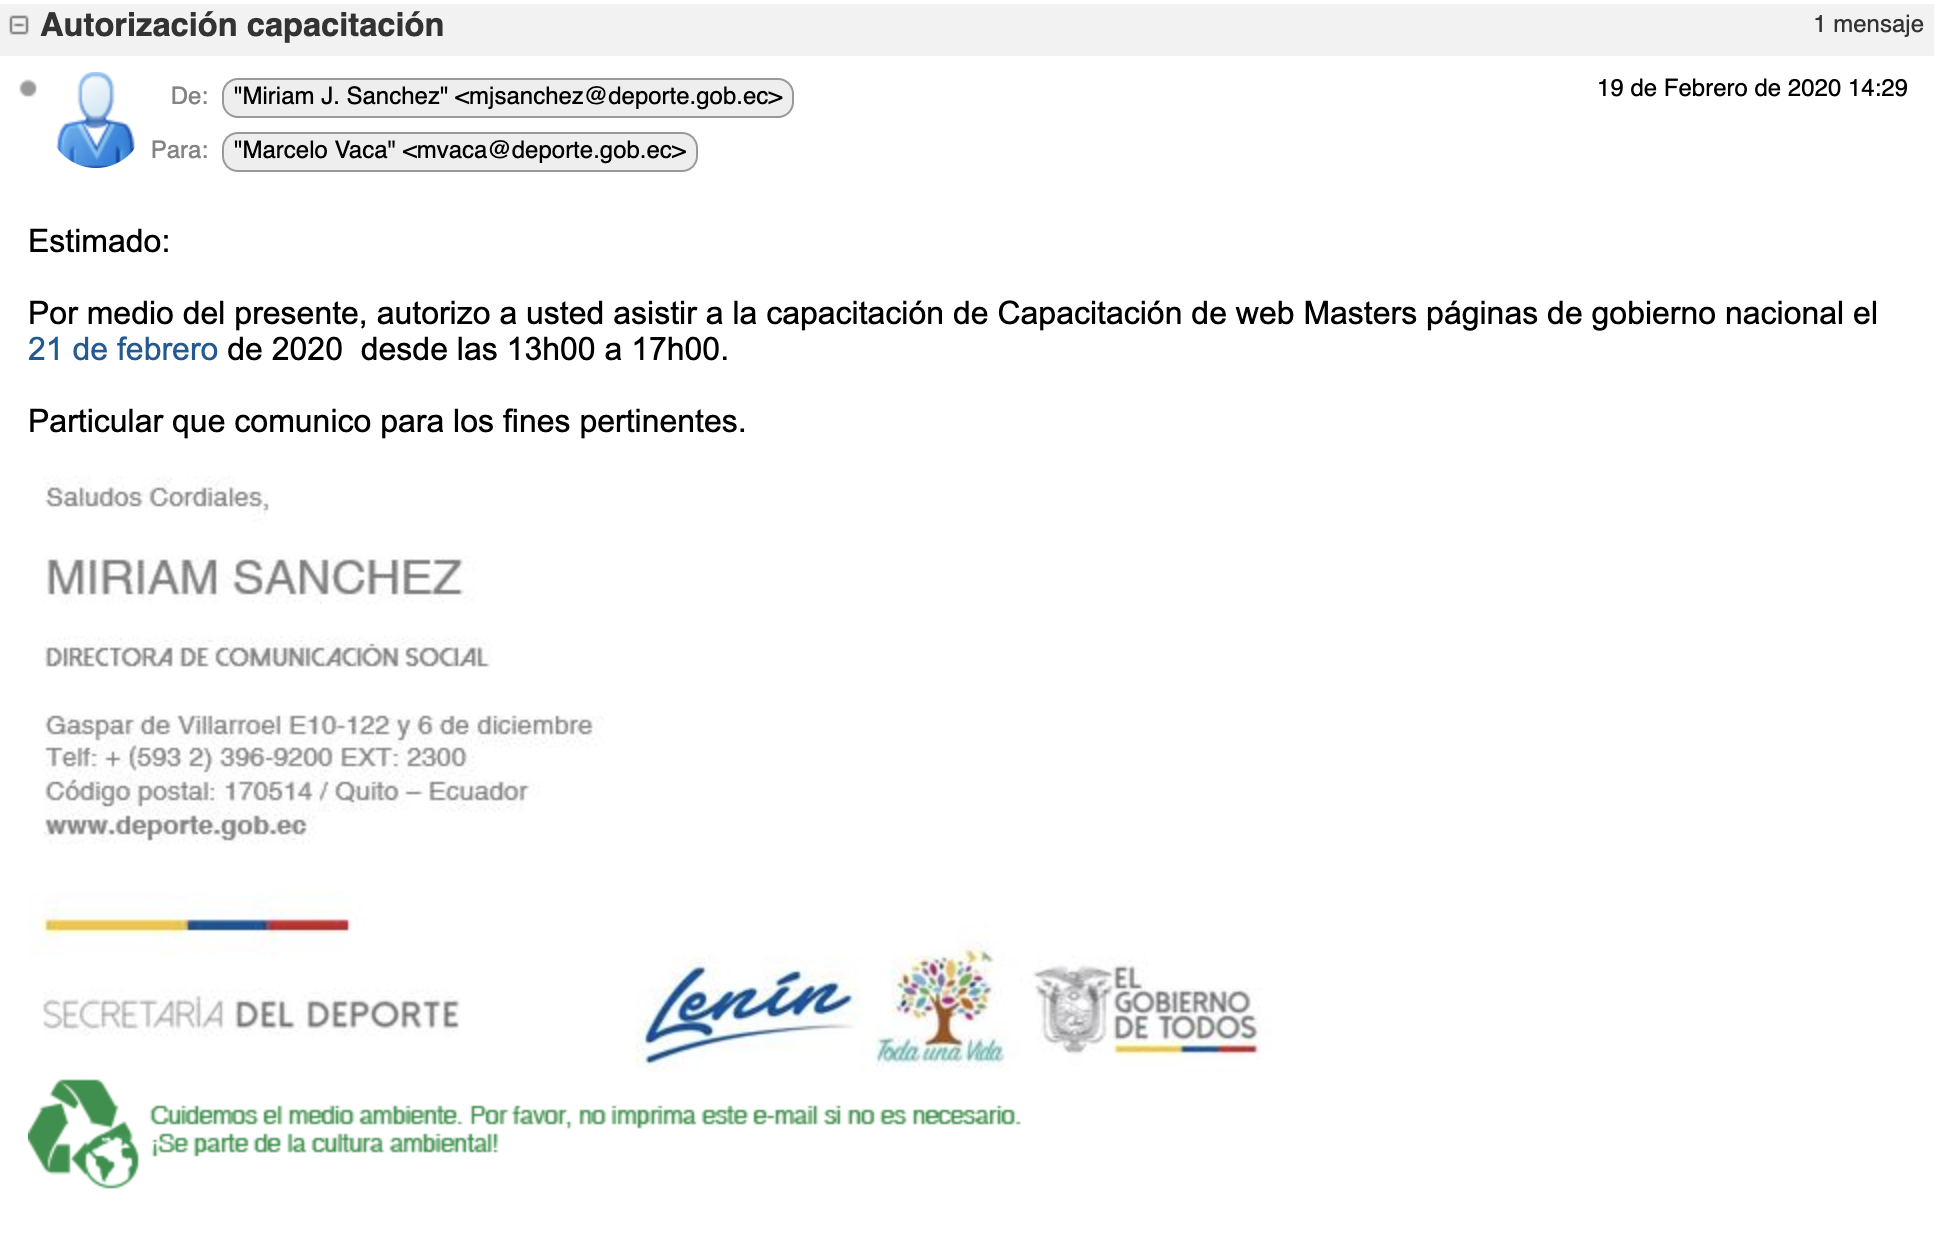 Autorización capacitación
1 mensaje
De: "Miriam J. Sanchez" <mjsanchez@deporte.gob.ec>
19 de Febrero de 2020 14:29
Para: "Marcelo Vaca" <mvaca@deporte.gob.ec>
Estimado:
Por medio del presente, autorizo a usted asistir a la capacitación de Capacitación de web Masters páginas de gobierno nacional el
21 de febrero de 2020  desde las 13h00 a 17h00.
Particular que comunico para los fines pertinentes.
Saludos Cordiales,
MIRIAM SANCHEZ
DIRECTORA DE COMUNICACIÓN SOCIAL
Gaspar de Villarroel E10-122 y 6 de diciembre
Telf: + (593 2) 396-9200 EXT: 2300
Código postal: 170514 / Quito – Ecuador
www.deporte.gob.ec
SECRETARÍA DEL DEPORTE
Lenín
Toda una Vida
EL
GOBIERNO
DE TODOS
Cuidemos el medio ambiente. Por favor, no imprima este e-mail si no es necesario.
¡Se parte de la cultura ambiental!